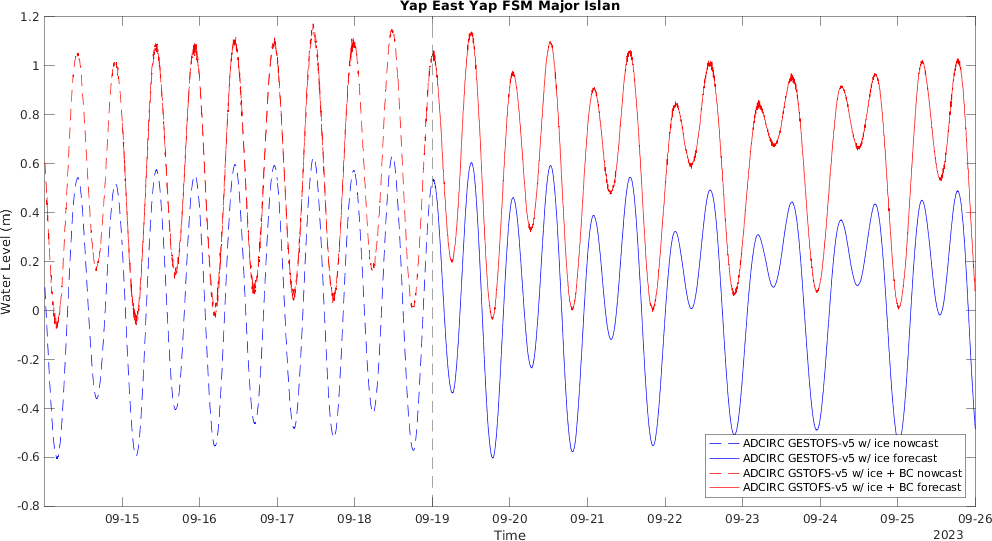 Yap East Yap FSM Major Islan
1.2
1
0.8
0.6
0.4
0.2
0
-0.2
-0.4
-0.6
-0.8
Water Level (m)
ADCIRC GESTOFS-v5 w/ ice nowcast
ADCIRC GESTOFS-v5 w/ ice forecast
ADCIRC GSTOFS-v5 w/ ice + BC nowcast
ADCIRC GSTOFS-v5 w/ ice + BC forecast
09-15 09-16 09-17 09-18 09-19 09-20 09-21 09-22 09-23 09-24 09-25 09-26
Time
2023